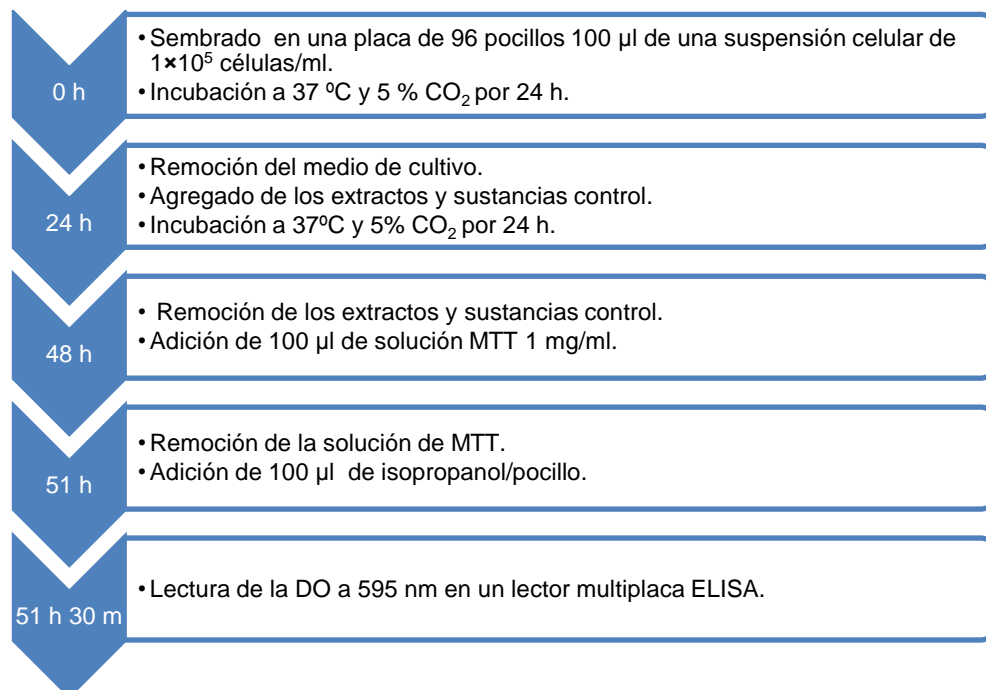 0 h
•Sembrado en una placa de 96 pocillos 100 µl de una suspensión celular de
1×10⁵ células/ml.
•Incubación a 37 ºC y 5 % CO₂ por 24 h.
24 h
•Remoción del medio de cultivo.
•Agregado de los extractos y sustancias control.
•Incubación a 37ºC y 5% CO₂ por 24 h.
48 h
• Remoción de los extractos y sustancias control.
•Adición de 100 µl de solución MTT 1 mg/ml.
51 h
•Remoción de la solución de MTT.
•Adición de 100 µl de isopropanol/pocillo.
51 h 30 m
•Lectura de la DO a 595 nm en un lector multiplaca ELISA.